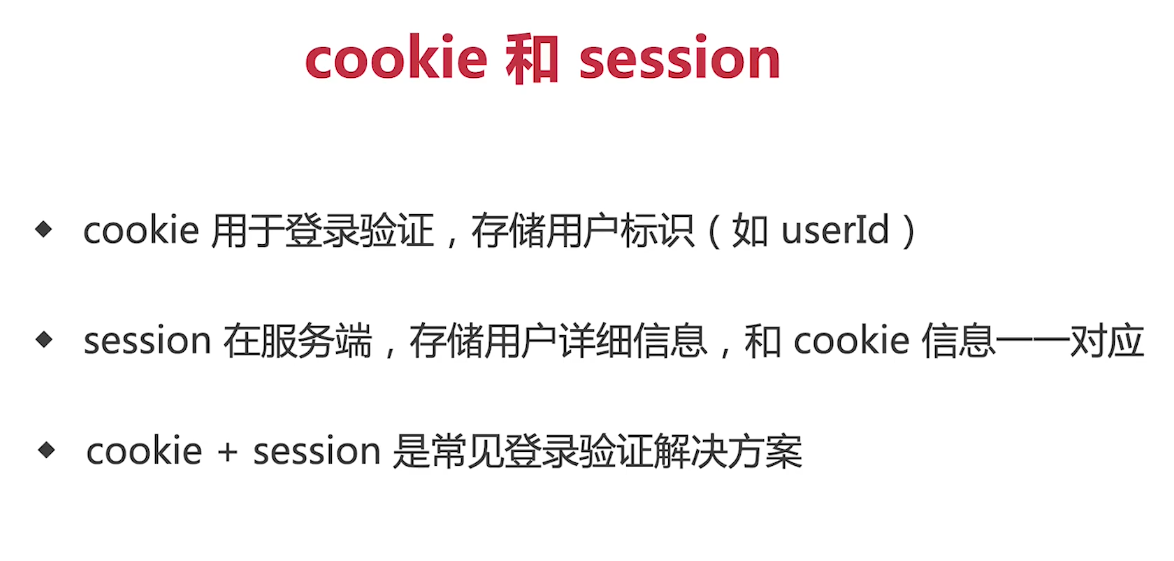 cookie 和 session
◆ cookie 用于登录验证，存储用户标识（如 userId）
◆ session 在服务端，存储用户详细信息，和 cookie 信息一一对应
◆ cookie + session 是常见登录验证解决方案